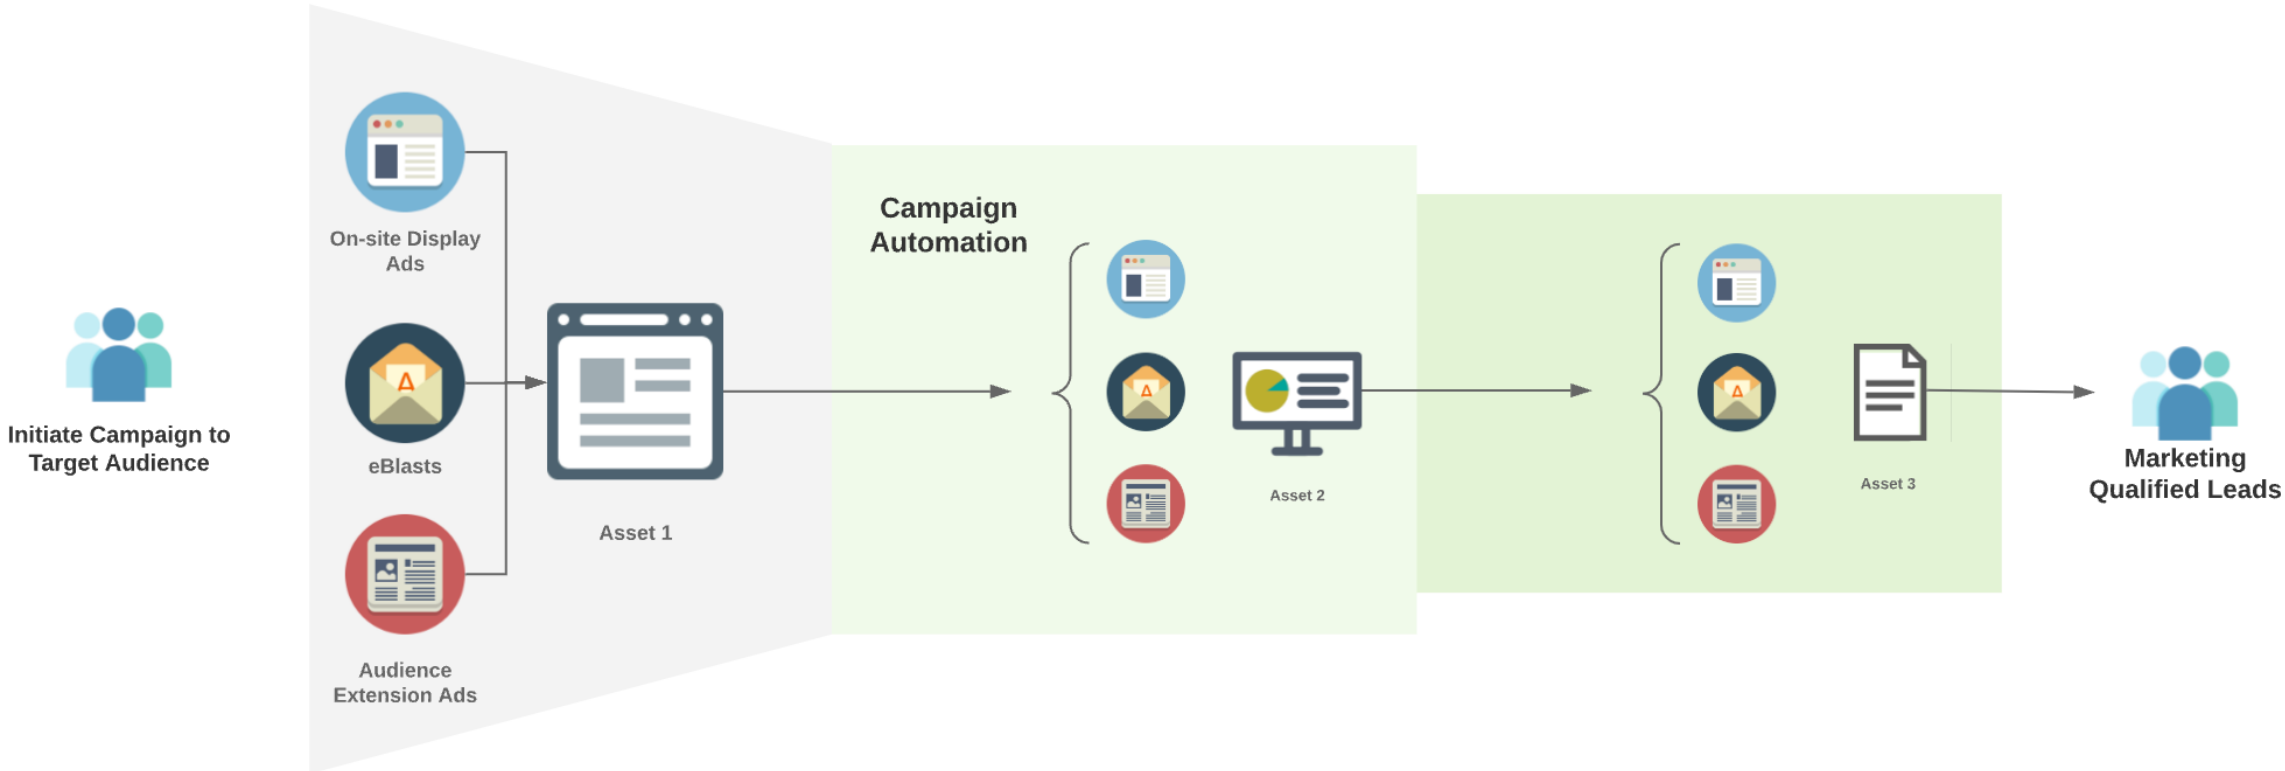 Initiate Campaign to
Target Audience
On-site Display
Ads
eBlasts
Audience
Extension Ads
Asset 1
Campaign
Automation
Asset 2
Asset 3
Marketing
Qualified Leads